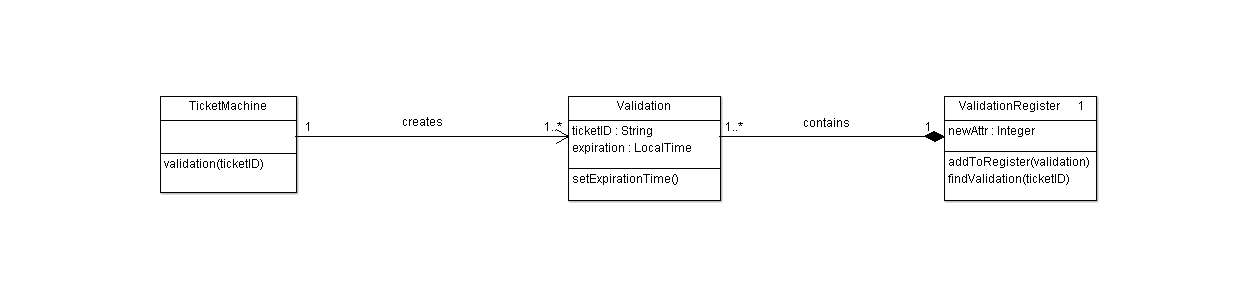 TicketMachine
validation(ticketID)
1 creates 1..*
Validation
ticketID : String
expiration : LocalTime
setExpirationTime()
1..* contains 1
ValidationRegister 1
newAttr : Integer
addToRegister(validation)
findValidation(ticketID)